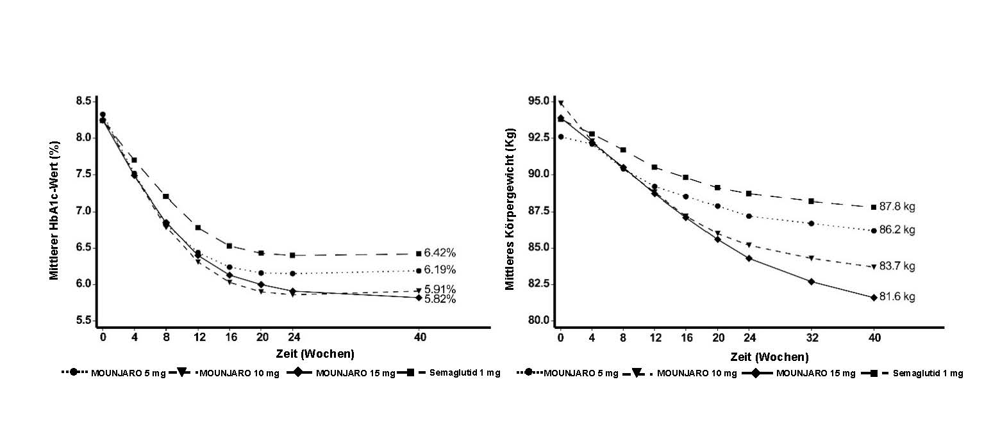 Mittlerer HbA1c-Wert (%)
8.5
8.0
7.5
7.0
6.5
6.0
5.5
6.42%
6.19%
5.91%
5.82%
0 4 8 12 16 20 24 40
Zeit (Wochen)
MOUNJARO 5 mg MOUNJARO 10 mg MOUNJARO 15 mg Semaglutid 1 mg
Mittleres Körpergewicht (Kg)
95.0
92.5
90.0
87.5
85.0
82.5
80.0
87.8 kg
86.2 kg
83.7 kg
81.6 kg
0 4 8 12 16 20 24 32 40
Zeit (Wochen)
MOUNJARO 5 mg MOUNJARO 10 mg MOUNJARO 15 mg Semaglutid 1 mg